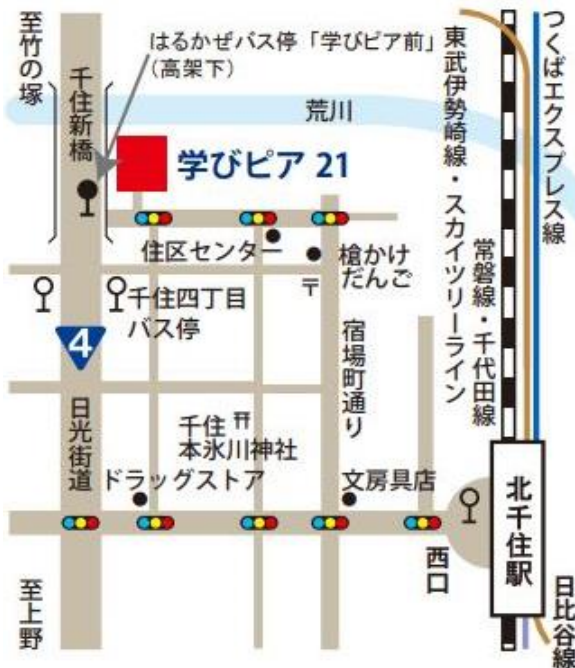 至竹の塚
千住新橋
はるかぜバス停「学びピア前」
(高架下)
荒川
学びピア 21
東武伊勢崎線・スカイツリーライン
常磐線・千代田線
つくばエクスプレス線
住区センター
槍かけ
だんご
〒
千住四丁目
バス停
4
日光街道
宿場町通り
千住
本氷川神社
ドラッグストア
文房具店
西口
北千住駅
至上野
日比谷線